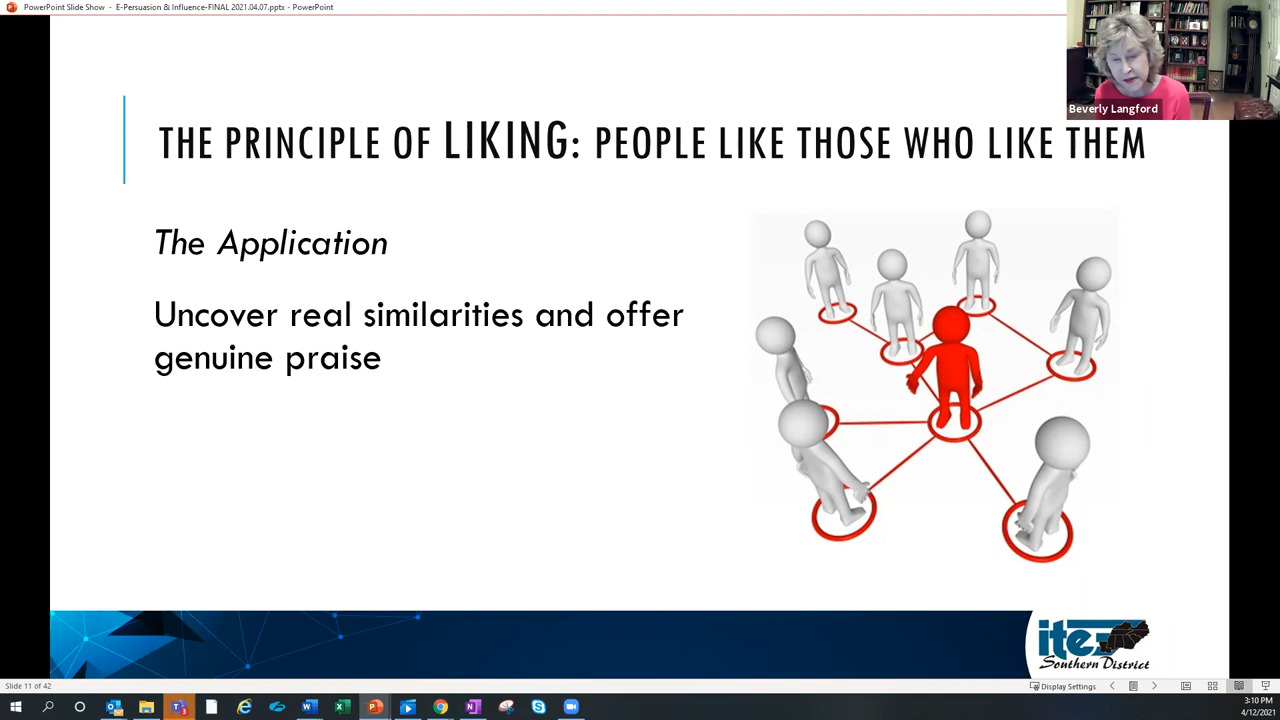 PowerPoint Slide Show - E-Persuasion & Influence-FINAL 2021.04.07.pptx - PowerPoint
Beverly Langford
THE PRINCIPLE OF LIKING: PEOPLE LIKE THOSE WHO LIKE THEM
The Application
Uncover real similarities and offer
genuine praise
ite
Southern District
Slide 11 of 42
Display Settings
3:10 PM
4/12/2021